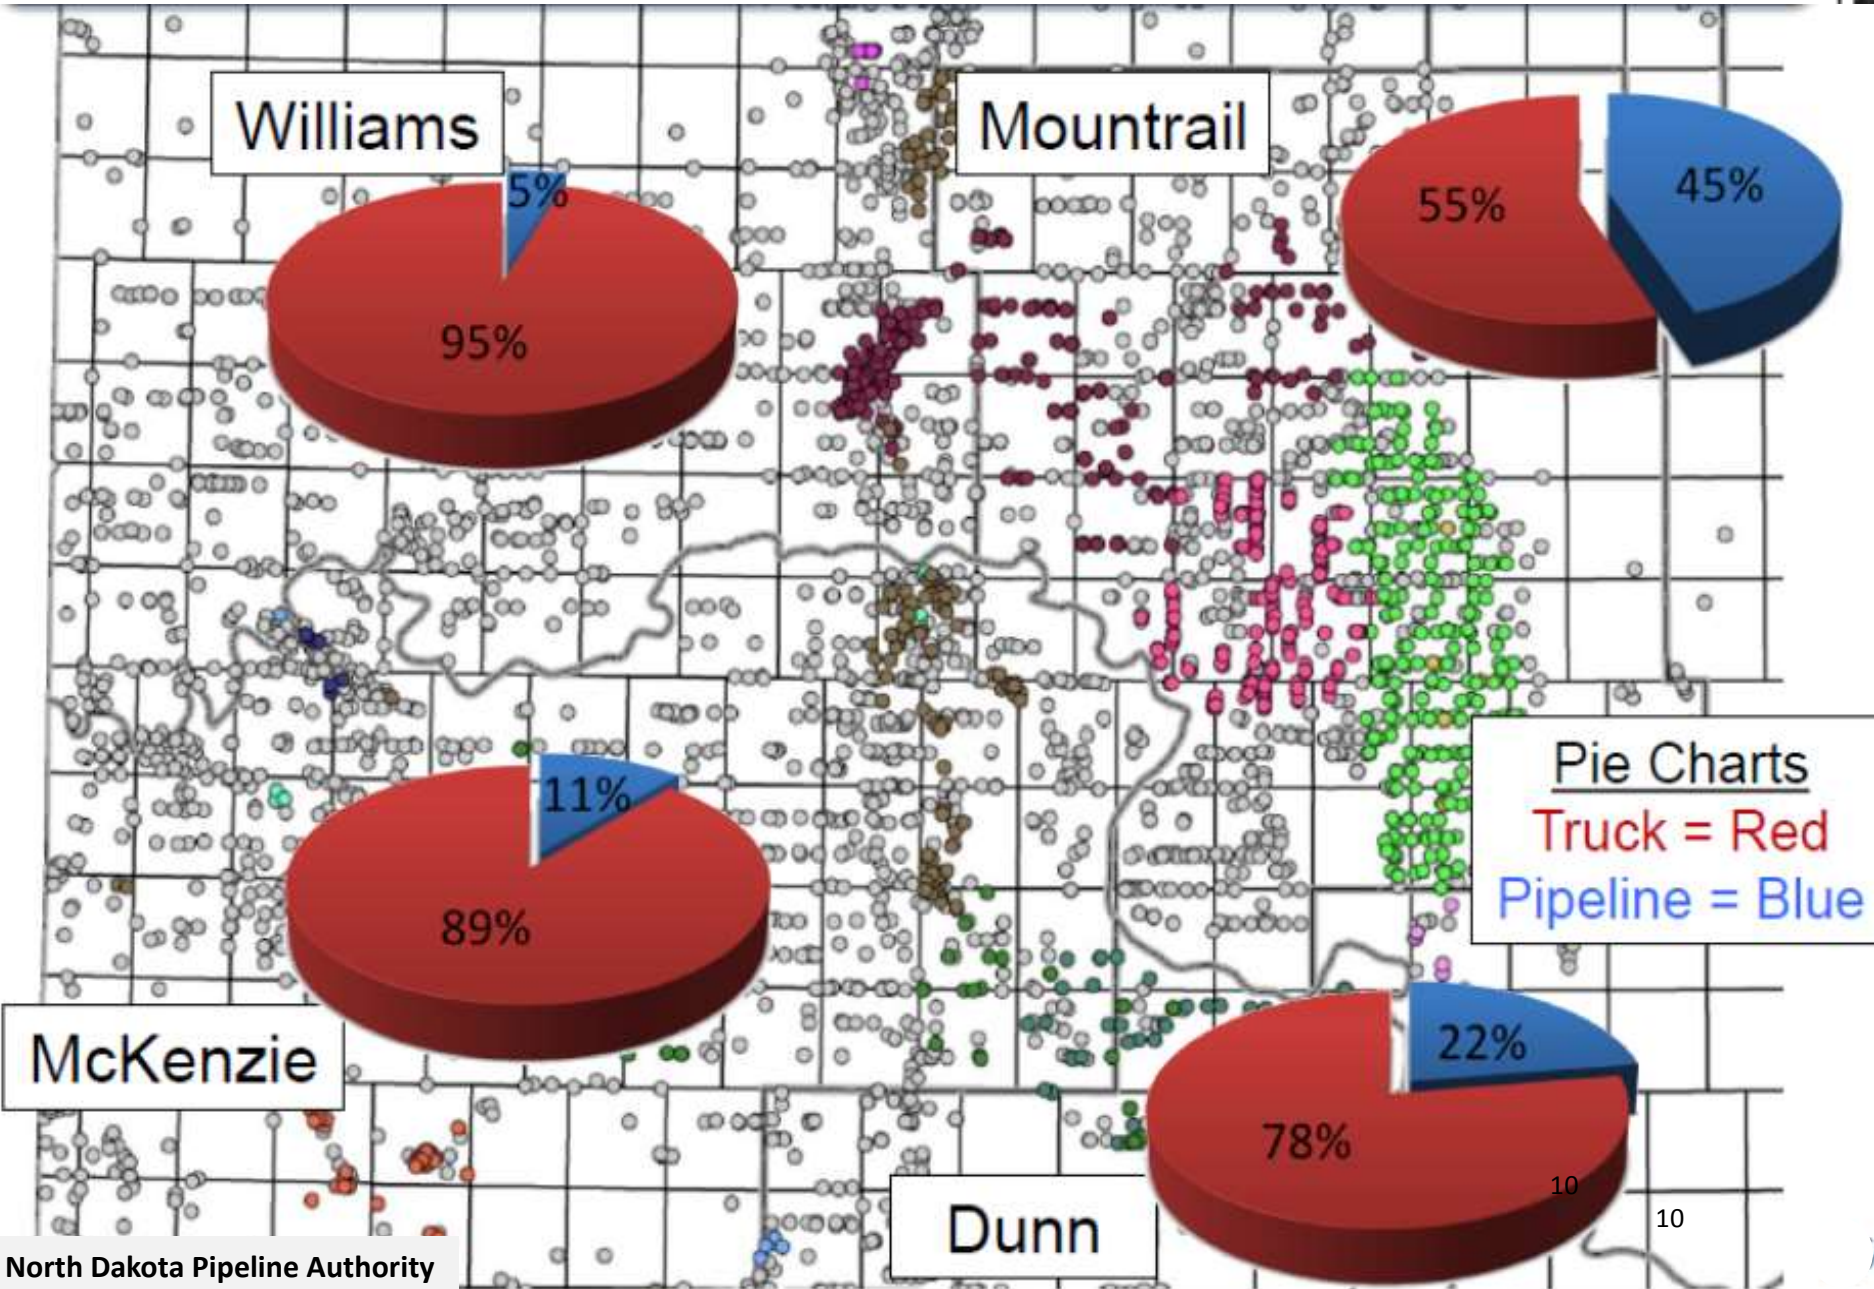 Williams
5%
95%
Mountrail
55%
45%
11%
89%
McKenzie
Pie Charts
Truck = Red
Pipeline = Blue
22%
78%
Dunn
10
10
North Dakota Pipeline Authority